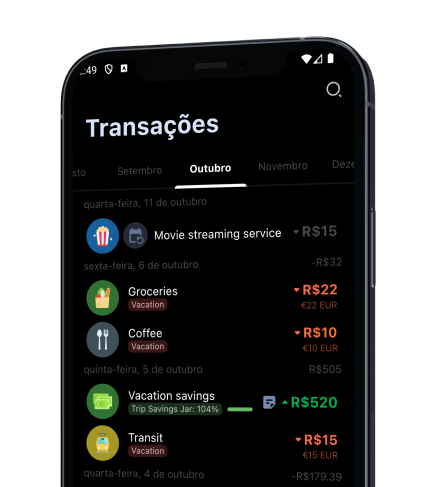 :49
Transações
sto Setembro Outubro Novembro Deze
quarta-feira, 11 de outubro
Movie streaming service R$15
sexta-feira, 6 de outubro -R$32
Groceries R$22
Vacation €22 EUR
Coffee R$10
Vacation €10 EUR
quinta-feira, 5 de outubro R$505
Vacation savings R$520
Trip Savings Jar: 104%
Transit R$15
Vacation €15 EUR
quarta-feira, 4 de outubro -R$179.39